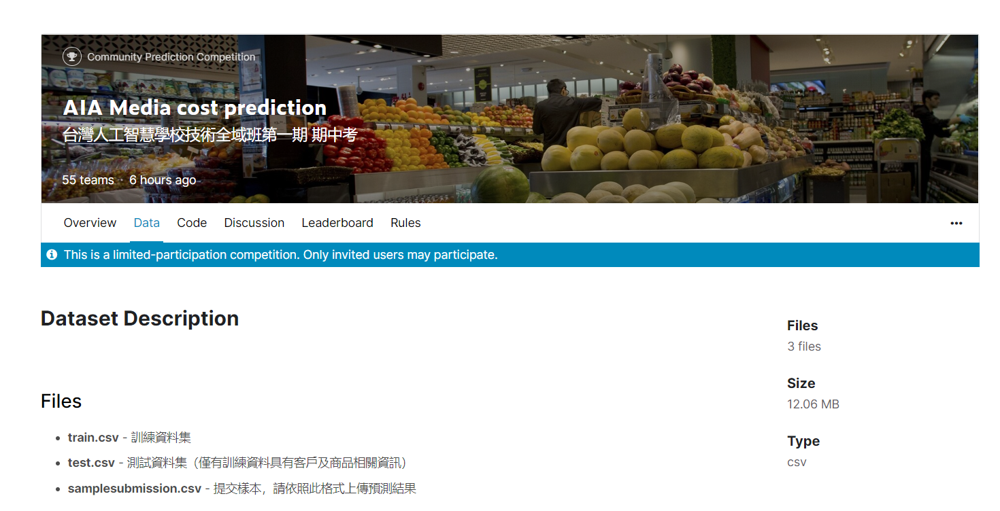 Community Prediction Competition
AIA Media cost prediction
台灣人工智慧學校技術全域班第一期 期中考
55 teams · 6 hours ago
Overview Data Code Discussion Leaderboard Rules
This is a limited-participation competition. Only invited users may participate.
Dataset Description
Files
train.csv - 訓練資料集
test.csv - 測試資料集（僅有訓練資料具有客戶及商品相關資訊）
samplesubmission.csv - 提交樣本，請依照此格式上傳預測結果
Files
3 files
Size
12.06 MB
Type
csv